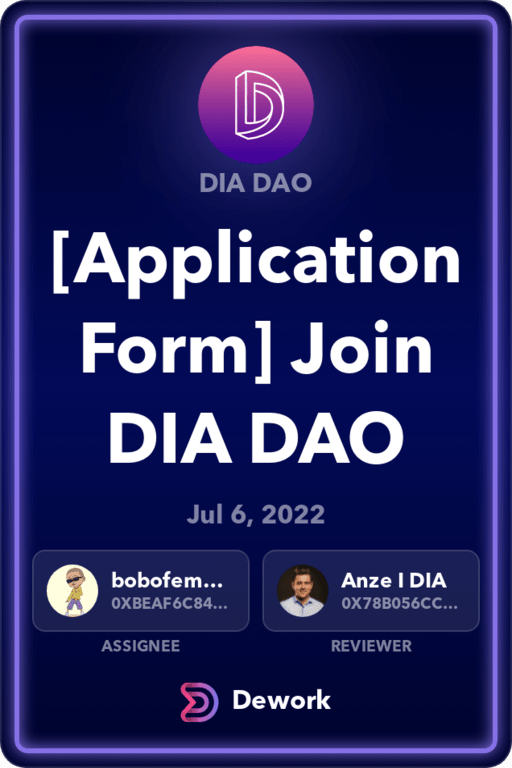 DIA DAO
[Application
Form] Join
DIA DAO
Jul 6, 2022
bobofem...
0XBEAF6C84...
ASSIGNEE
Anze I DIA
0X78B056CC...
REVIEWER
Dework